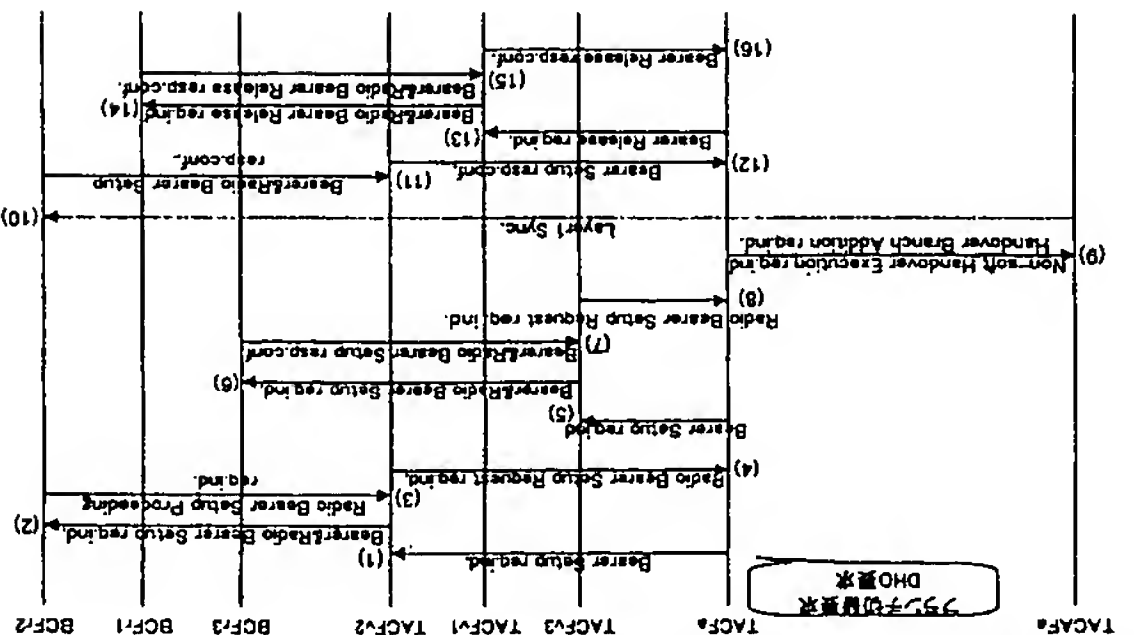 TACAFa TACFa TACFv3 TACFv1 TACFv2 BCFr3 BCFr1 BCFr2
ブランチ切替要求
DHO要求
Bearer Setup req.ind. (1)
Bearer&Radio Bearer Setup req.ind. (2)
(3) Radio Bearer Setup Proceeding
req.ind.
(4) Radio Bearer Setup Request req.ind.
Bearer Setup req.ind (5)
Bearer&Radio Bearer Setup req.ind. (6)
(7) Bearer&Radio Bearer Setup resp.conf
(8) Radio Bearer Setup Request req.ind.
Non-soft Handover Execution req.ind. (9)
Handover Branch Addition req.ind.
Layer1 Sync. (10)
(11) Bearer&Radio Bearer Setup
resp.conf.
(12) Bearer Setup resp.conf.
Bearer Release req.ind. (13)
Bearer&Radio Bearer Release req.ind. (14)
(15) Bearer&Radio Bearer Release resp.conf.
(16) Bearer Release resp.conf.